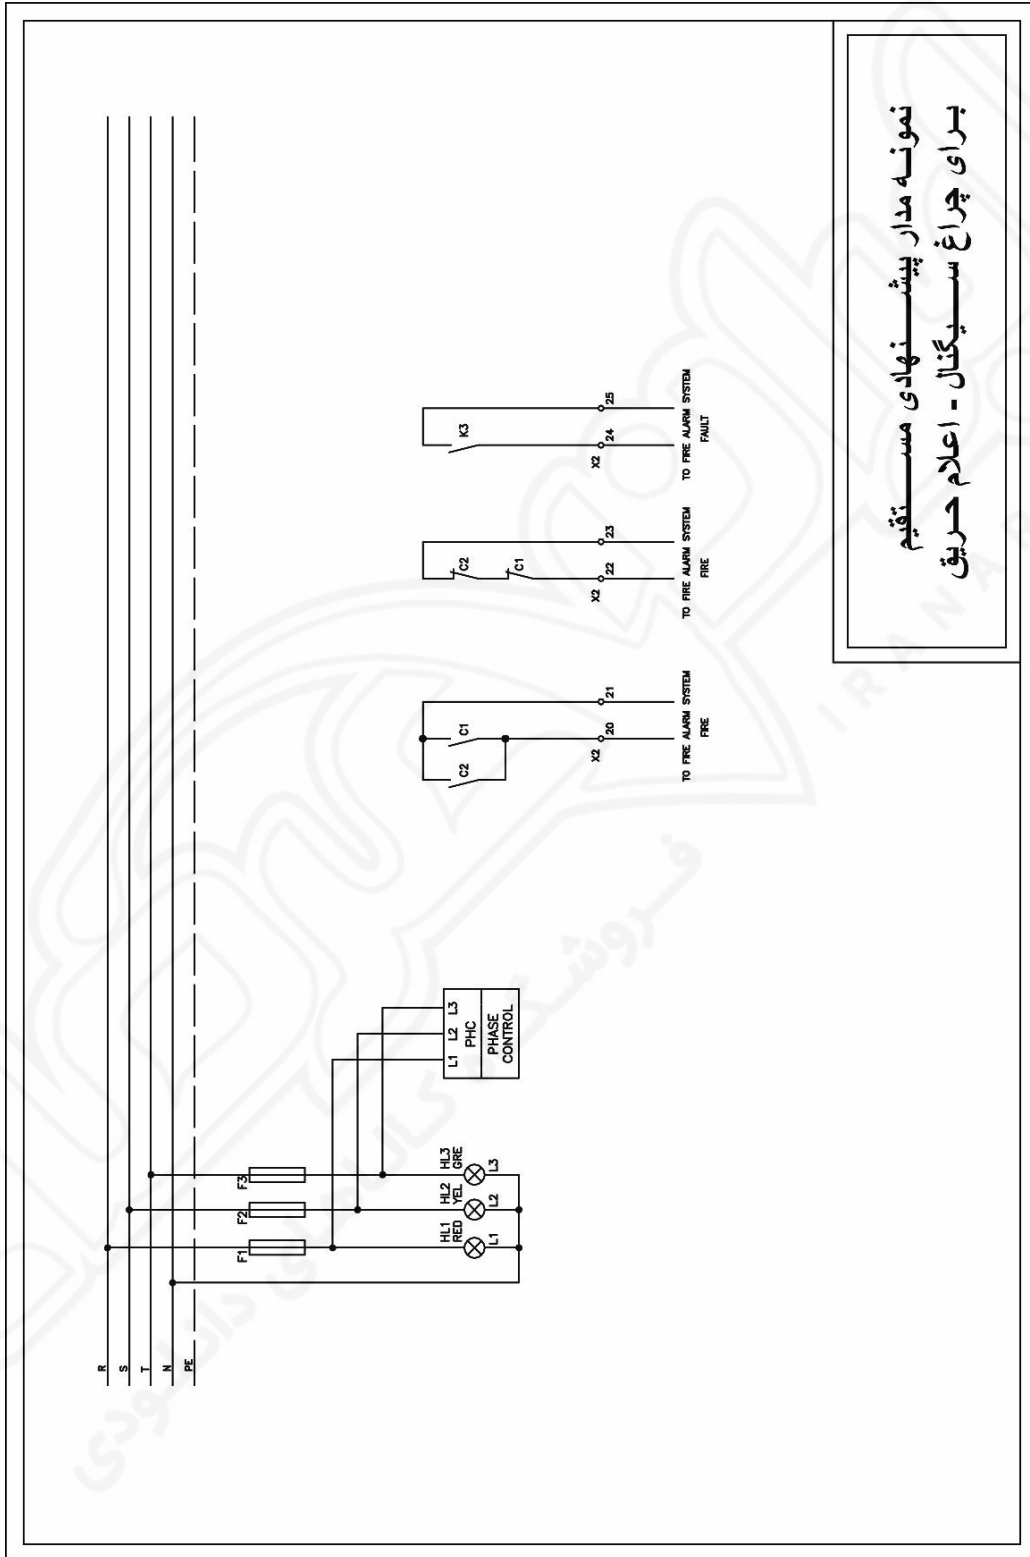 نمونه مدار پیشنهادی مستقیم
برای چراغ سیگنال - اعلام حریق
R
S
T
N
PE
F1
F2
F3
HL1
RED
HL2
YEL
HL3
GRE
L1
L2
L3
L1 L2 L3
PHC
PHASE
CONTROL
C2
C1
X2
20
21
TO FIRE ALARM SYSTEM
FIRE
C2
C1
X2
22
23
TO FIRE ALARM SYSTEM
FIRE
K3
X2
24
25
TO FIRE ALARM SYSTEM
FAULT
فروشگاه کالاهای دانلودی